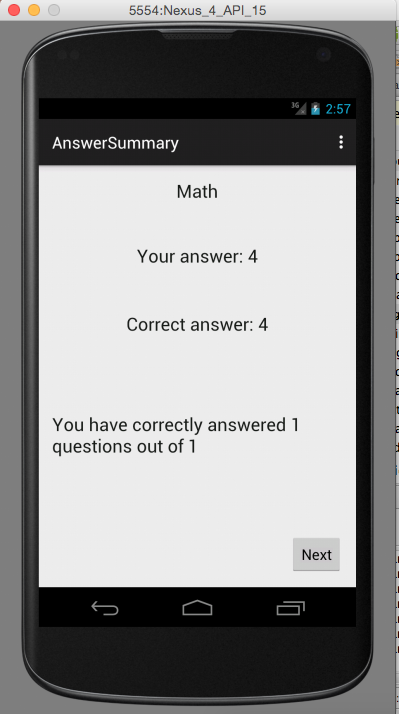 5554:Nexus_4_API_15
3G 2:57
AnswerSummary
Math
Your answer: 4
Correct answer: 4
You have correctly answered 1
questions out of 1
Next